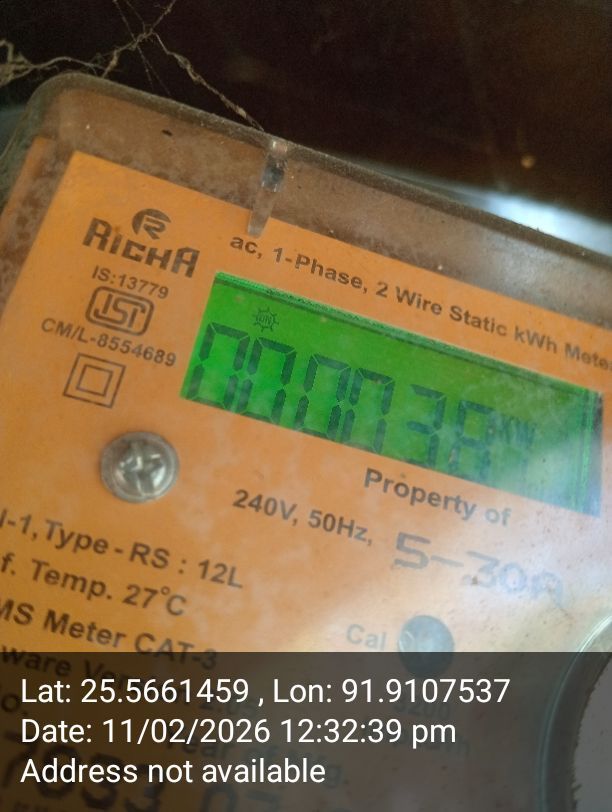 RICHA
IS:13779
ISI
CM/L-8554689
ac, 1-Phase, 2 Wire Static kWh Meter
Property of
240V, 50Hz,
5-30A
-1, Type - RS : 12L
f. Temp. 27°C
MS Meter CAT-3
Cal
Lat: 25.5661459 , Lon: 91.9107537
Date: 11/02/2026 12:32:39 pm
Address not available